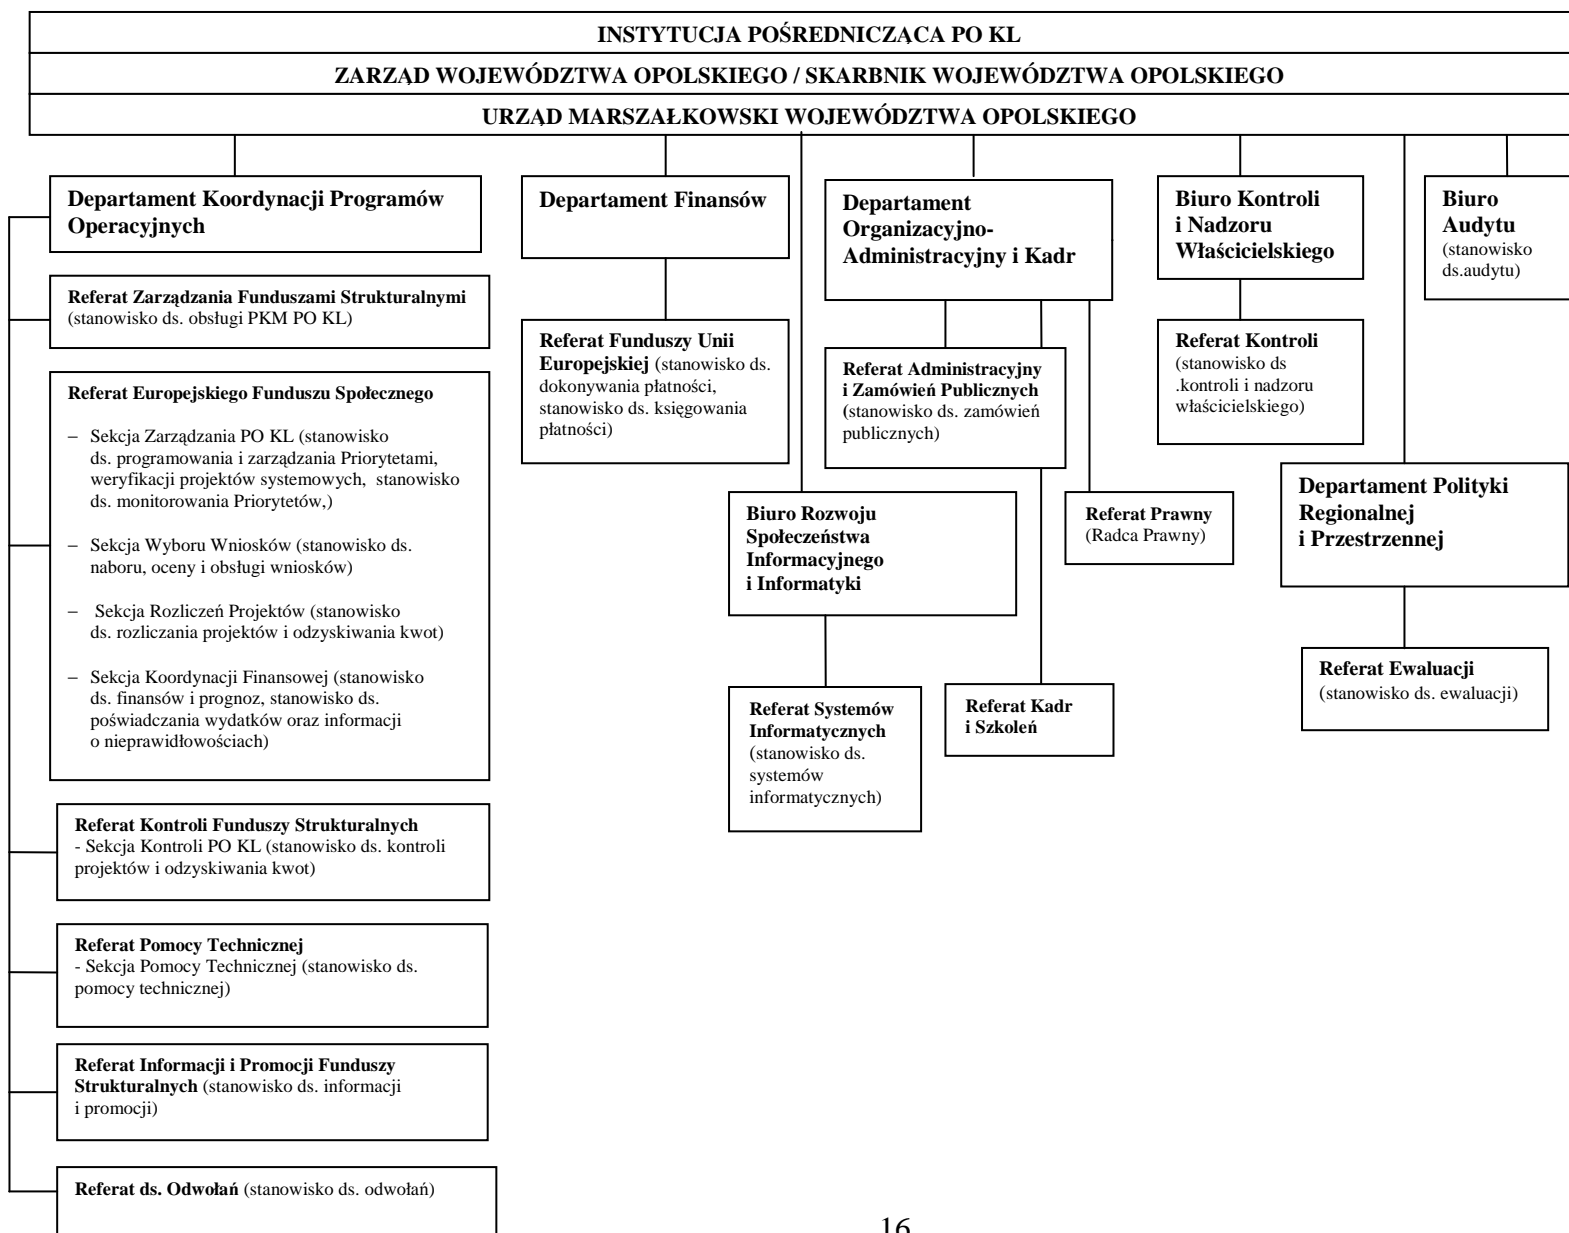 INSTYTUCJA POŚREDNICZĄCA PO KL
ZARZĄD WOJEWÓDZTWA OPOLSKIEGO / SKARBNIK WOJEWÓDZTWA OPOLSKIEGO
URZĄD MARSZAŁKOWSKI WOJEWÓDZTWA OPOLSKIEGO
Departament Koordynacji Programów
Operacyjnych
Referat Zarządzania Funduszami Strukturalnymi
(stanowisko ds. obsługi PKM PO KL)
Referat Europejskiego Funduszu Społecznego
– Sekcja Zarządzania PO KL (stanowisko
ds. programowania i zarządzania Priorytetami,
weryfikacji projektów systemowych, stanowisko
ds. monitorowania Priorytetów,)
– Sekcja Wyboru Wniosków (stanowisko ds.
naboru, oceny i obsługi wniosków)
– Sekcja Rozliczeń Projektów (stanowisko
ds. rozliczania projektów i odzyskiwania kwot)
– Sekcja Koordynacji Finansowej (stanowisko
ds. finansów i prognoz, stanowisko ds.
poświadczania wydatków oraz informacji
o nieprawidłowościach)
Referat Kontroli Funduszy Strukturalnych
- Sekcja Kontroli PO KL (stanowisko ds. kontroli
projektów i odzyskiwania kwot)
Referat Pomocy Technicznej
- Sekcja Pomocy Technicznej (stanowisko ds.
pomocy technicznej)
Referat Informacji i Promocji Funduszy
Strukturalnych (stanowisko ds. informacji
i promocji)
Referat ds. Odwołań (stanowisko ds. odwołań)
Departament Finansów
Referat Funduszy Unii
Europejskiej (stanowisko ds.
dokonywania płatności,
stanowisko ds. księgowania
płatności)
Departament
Organizacyjno-
Administracyjny i Kadr
Referat Administracyjny
i Zamówień Publicznych
(stanowisko ds. zamówień
publicznych)
Biuro Rozwoju
Społeczeństwa
Informacyjnego
i Informatyki
Referat Systemów
Informatycznych
(stanowisko ds.
systemów
informatycznych)
Referat Kadr
i Szkoleń
Referat Prawny
(Radca Prawny)
Biuro Kontroli
i Nadzoru
Właścicielskiego
Referat Kontroli
(stanowisko ds
.kontroli i nadzoru
właścicielskiego)
Departament Polityki
Regionalnej
i Przestrzennej
Referat Ewaluacji
(stanowisko ds. ewaluacji)
Biuro
Audytu
(stanowisko
ds.audytu)
16